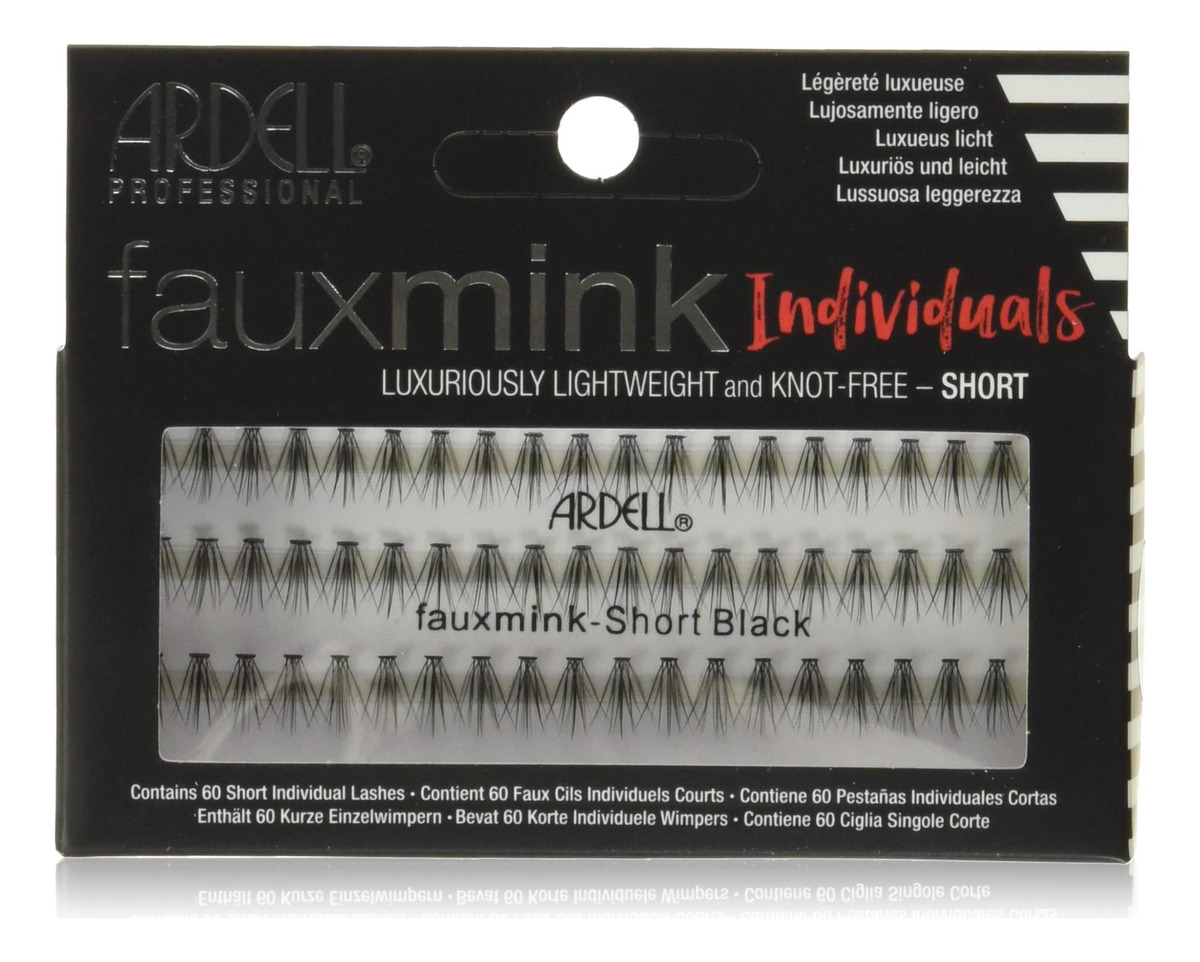 ARDELL®
PROFESSIONAL
Légèreté luxueuse
Lujosamente ligero
Luxueus licht
Luxuriös und leicht
Lussuosa leggerezza
fauxmink Individuals
LUXURIOUSLY LIGHTWEIGHT and KNOT-FREE – SHORT
ARDELL®
fauxmink-Short Black
Contains 60 Short Individual Lashes • Contient 60 Faux Cils Individuels Courts • Contiene 60 Pestañas Individuales Cortas
Enthält 60 Kurze Einzelwimpern • Bevat 60 Korte Individuele Wimpers • Contiene 60 Ciglia Singole Corte